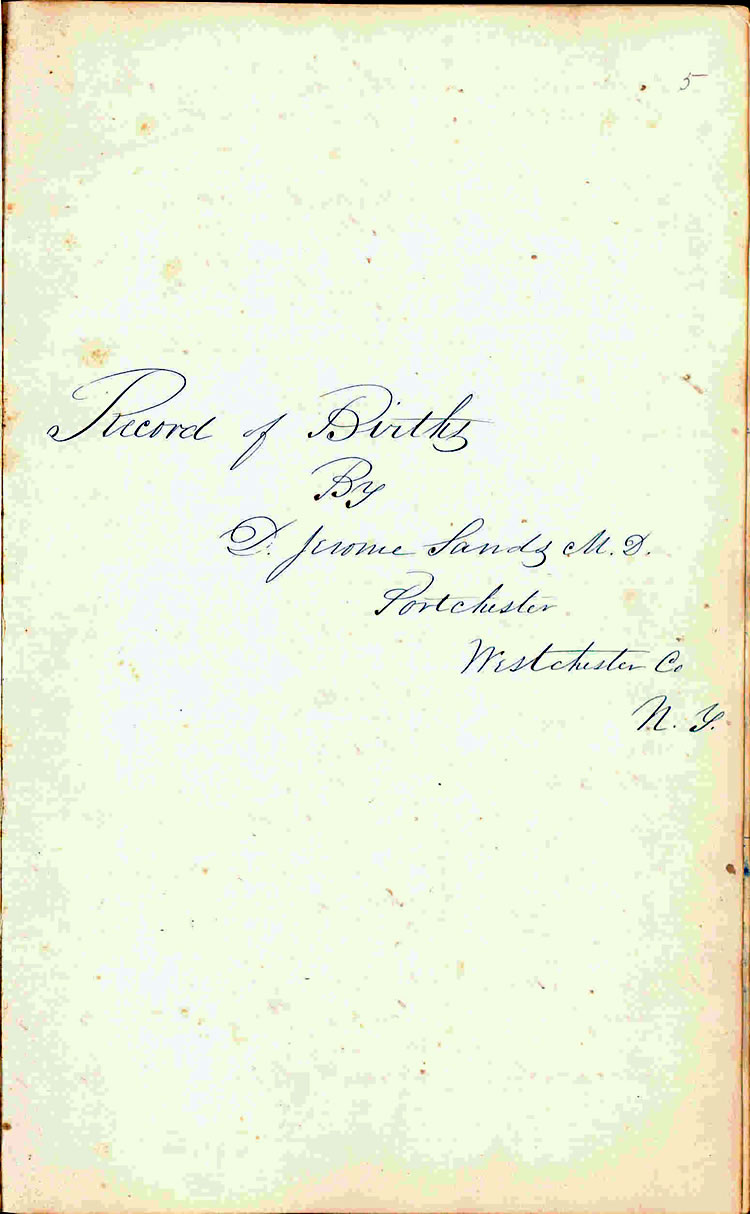 5
Record of Births
By
D. Jerome Sands M.D.
Portchester
Westchester Co
N.Y.